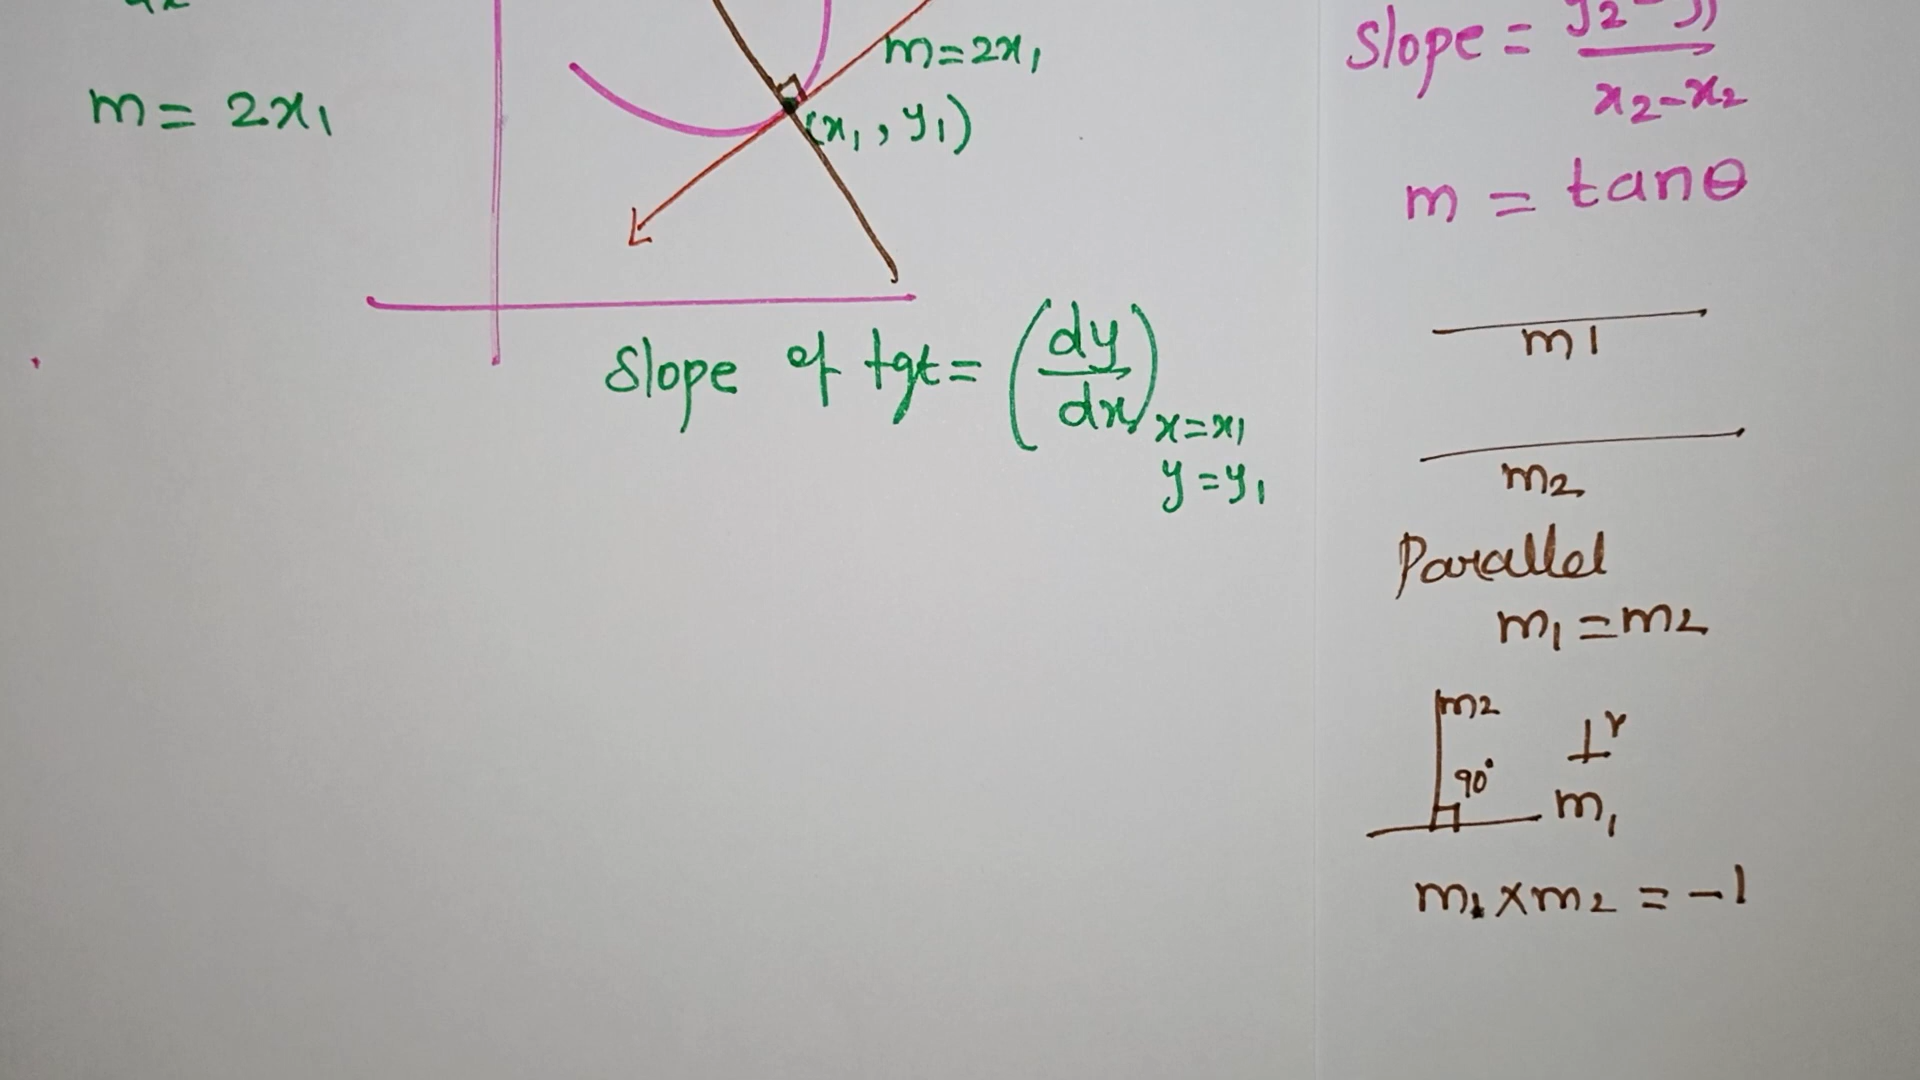 m = 2x₁
m=2x₁
(x₁, y₁)
Slope of tgt = (dy/dx) x=x₁
y=y₁
Slope = y₂-y₁
x₂-x₂
m = tanθ
m1
m₂
Parallel
m₁=m₂
m₂
⊥r
90°
m₁
m₁×m₂ = -1